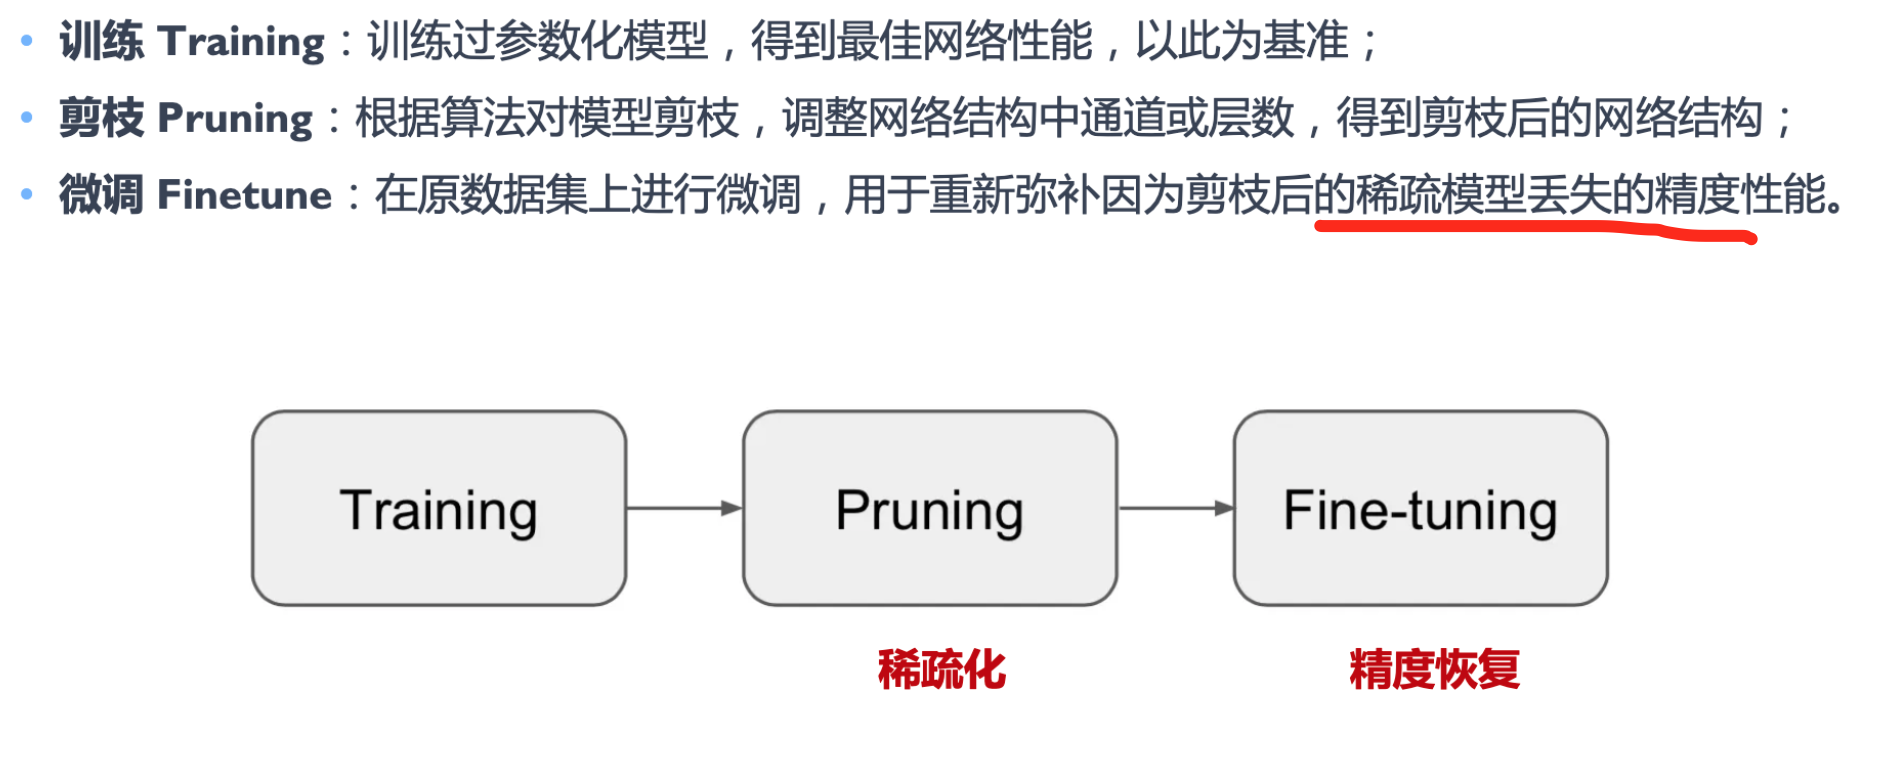 • 训练 Training：训练过参数化模型，得到最佳网络性能，以此为基准；
• 剪枝 Pruning：根据算法对模型剪枝，调整网络结构中通道或层数，得到剪枝后的网络结构；
• 微调 Finetune：在原数据集上进行微调，用于重新弥补因为剪枝后的稀疏模型丢失的精度性能。
Training
Pruning
Fine-tuning
稀疏化
精度恢复